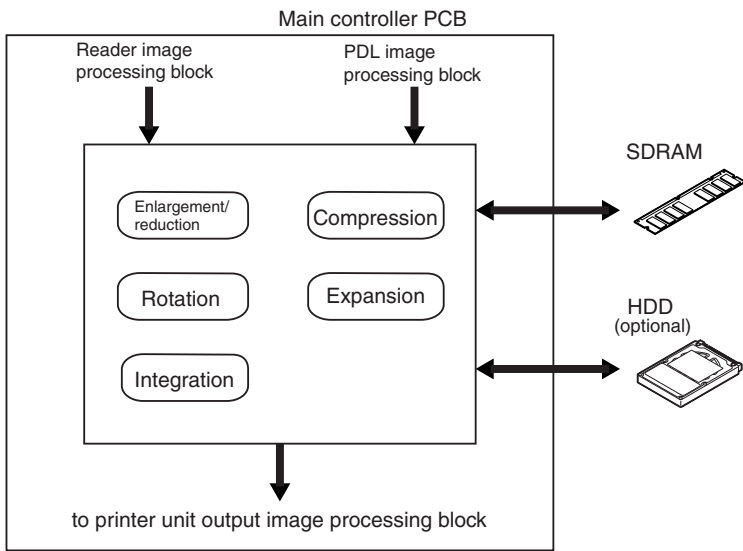 Main controller PCB
Reader image
processing block
PDL image
processing block
SDRAM
Enlargement/
reduction
Compression
Rotation
Expansion
HDD
(optional)
Integration
to printer unit output image processing block